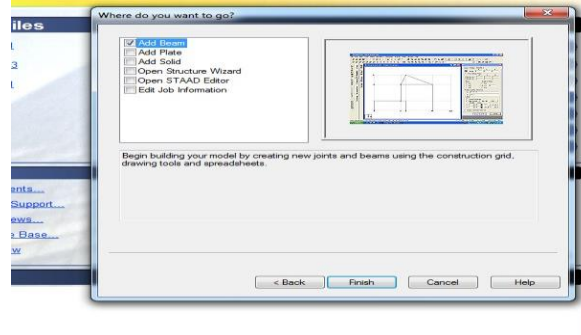 Where do you want to go?
iles
3
Add Beam
Add Plate
Add Solid
Open Structure Wizard
Open STAAD Editor
Edit Job Information
Begin building your model by creating new joints and beams using the construction grid,
drawing tools and spreadsheets.
ents...
Support...
ews...
e Base...
w
< Back
Finish
Cancel
Help